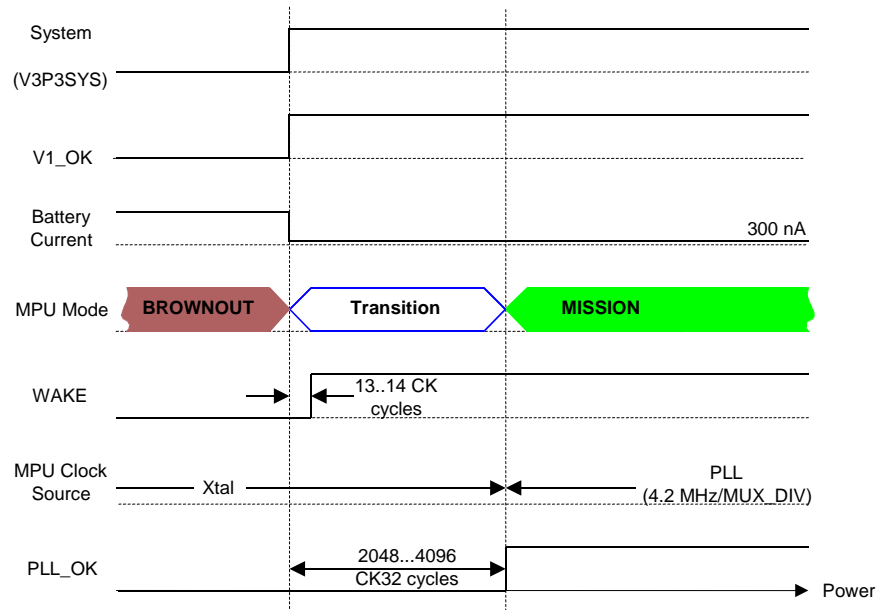 System
(V3P3SYS)
V1_OK
Battery
Current
300 nA
MPU Mode
BROWNOUT
Transition
MISSION
WAKE
13..14 CK
cycles
MPU Clock
Source
Xtal
PLL
(4.2 MHz/MUX_DIV)
PLL_OK
2048...4096
CK32 cycles
Power